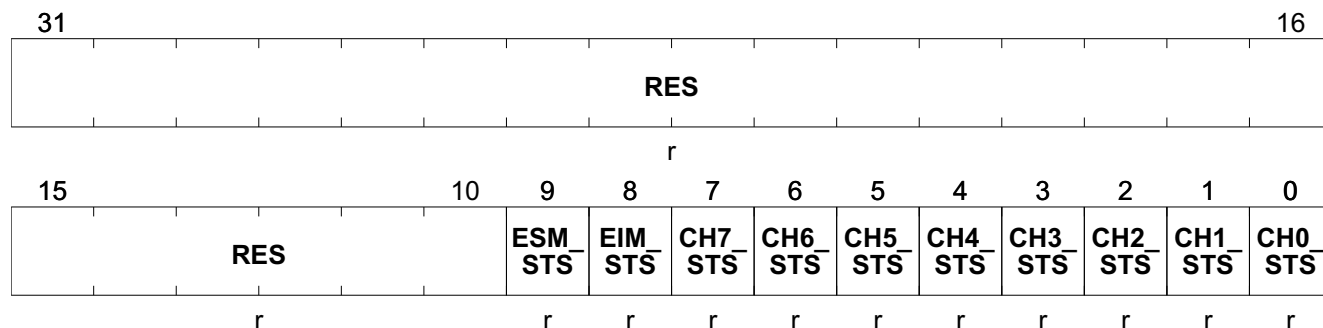 31 16
RES
r
15 10 9 8 7 6 5 4 3 2 1 0
RES ESM_ EIM_ CH7_ CH6_ CH5_ CH4_ CH3_ CH2_ CH1_ CH0_
STS STS STS STS STS STS STS STS STS STS
r r r r r r r r r r r